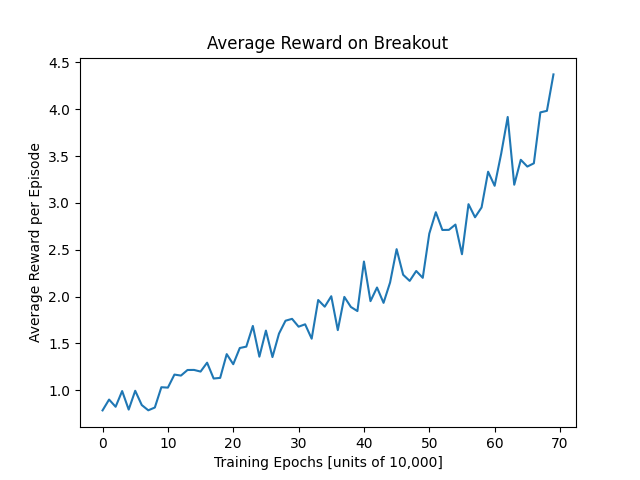 Average Reward on Breakout
Average Reward per Episode
4.5
4.0
3.5
3.0
2.5
2.0
1.5
1.0
0 10 20 30 40 50 60 70
Training Epochs [units of 10,000]